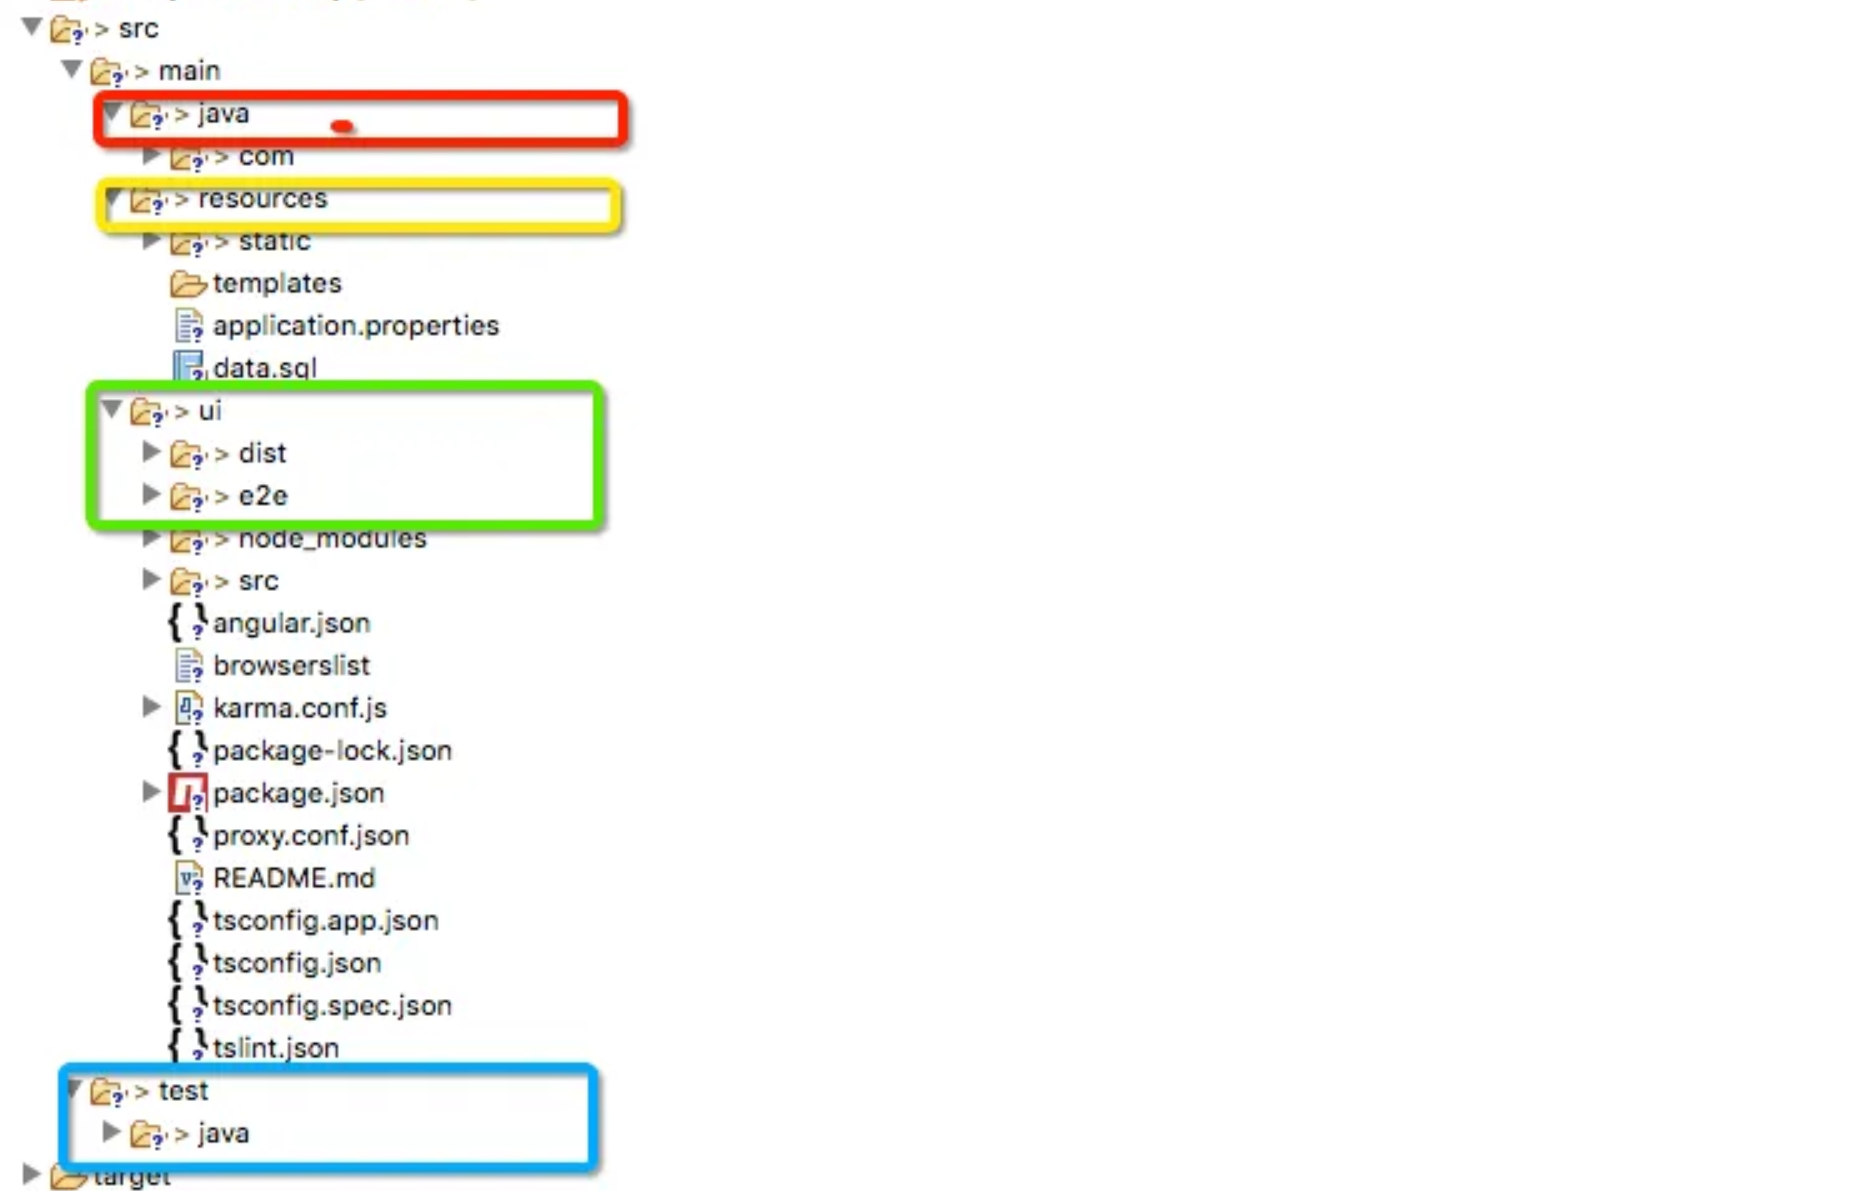 > src
> main
> java
> com
> resources
> static
templates
application.properties
data.sql
> ui
> dist
> e2e
> node_modules
> src
angular.json
browserslist
karma.conf.js
package-lock.json
package.json
proxy.conf.json
README.md
tsconfig.app.json
tsconfig.json
tsconfig.spec.json
tslint.json
> test
> java
target